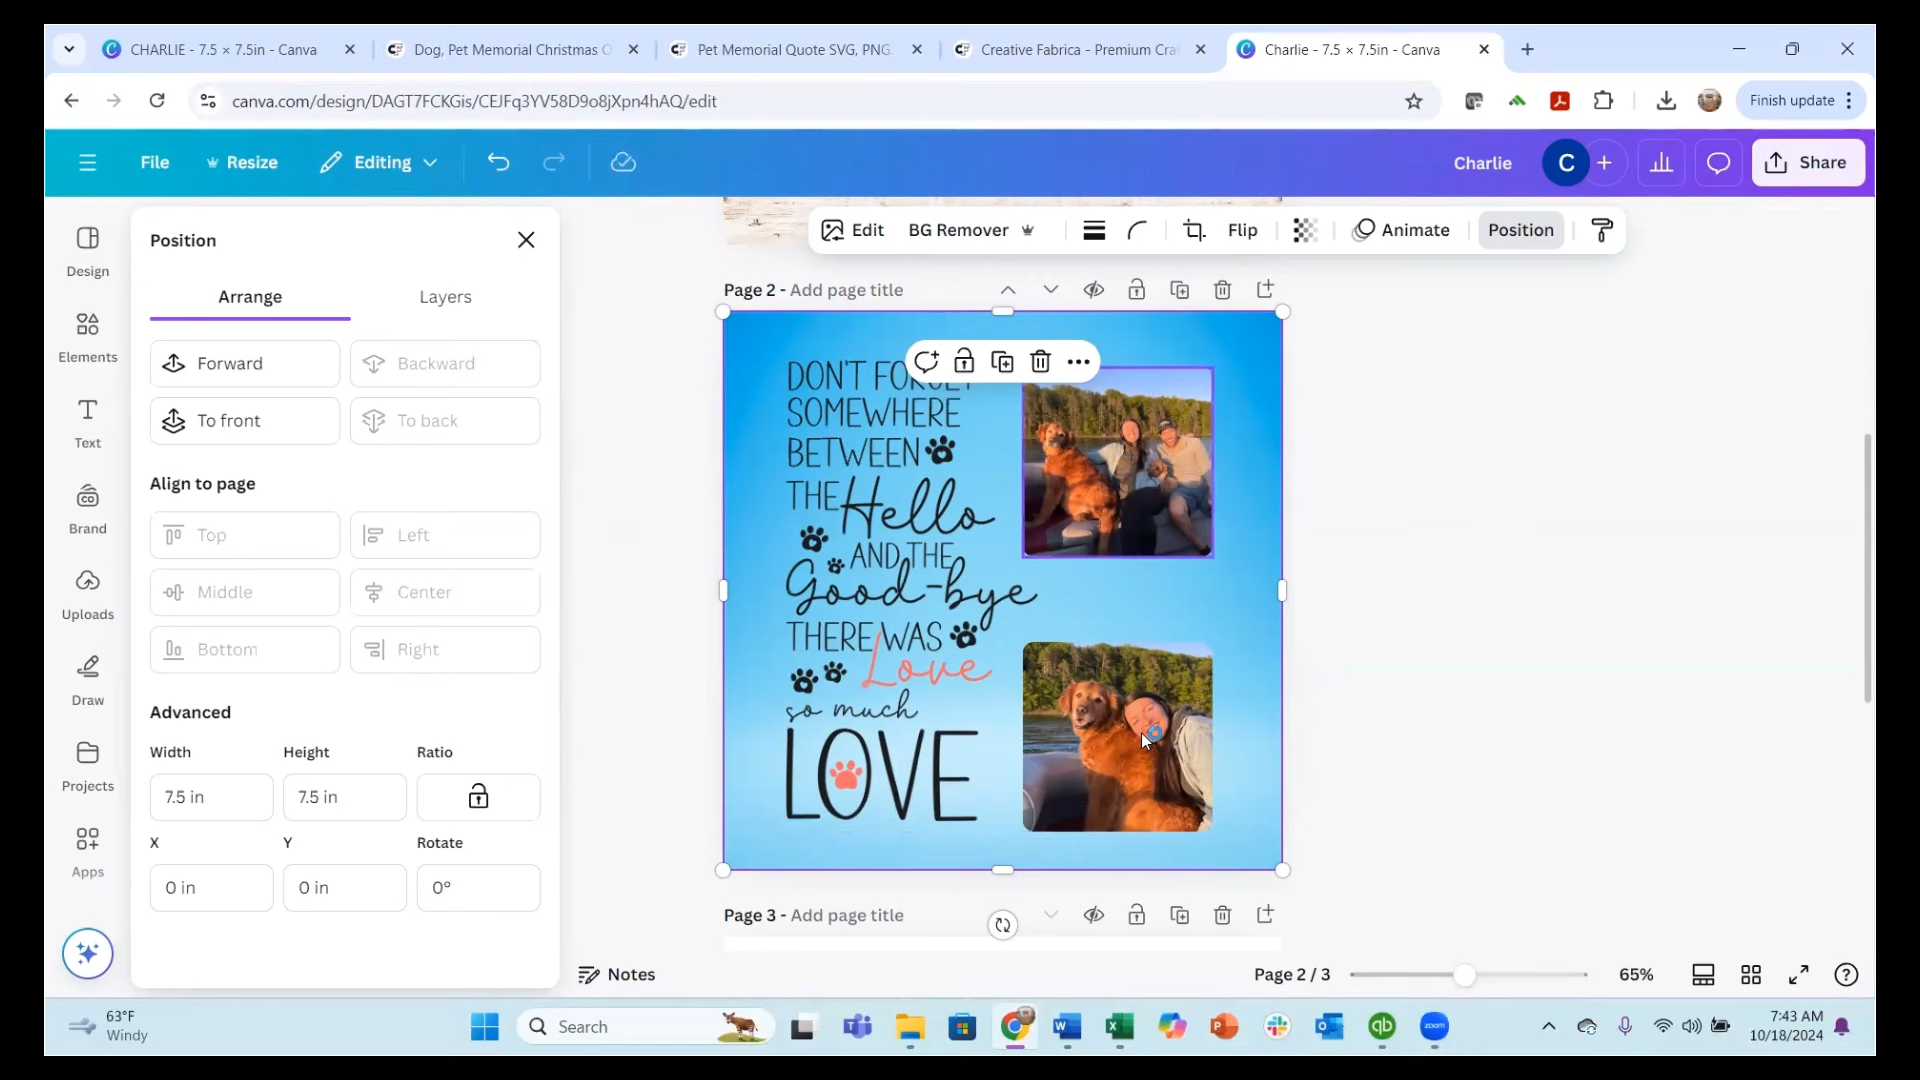 CHARLIE - 7.5 × 7.5in - Canva
Dog, Pet Memorial Christmas O
Pet Memorial Quote SVG, PNG
Creative Fabrica - Premium Cra
Charlie - 7.5 × 7.5in - Canva
canva.com/design/DAGT7FCKGis/CEJFq3YV58D9o8jXpn4hAQ/edit
Finish update
File
Resize
Editing
Charlie
C
Share
Edit
BG Remover
Flip
Animate
Position
Design
Elements
Text
Brand
Uploads
Draw
Projects
Apps
Position
Arrange
Layers
Forward
Backward
To front
To back
Align to page
Top
Left
Middle
Center
Bottom
Right
Advanced
Width
Height
Ratio
7.5 in
7.5 in
X
Y
Rotate
0 in
0 in
0°
Page 2 - Add page title
DON'T FORGET
SOMEWHERE
BETWEEN
THE Hello
AND THE
Good-bye
THERE WAS
Love
so much
LOVE
Page 3 - Add page title
Notes
Page 2 / 3
65%
63°F
Windy
Search
7:43 AM
10/18/2024